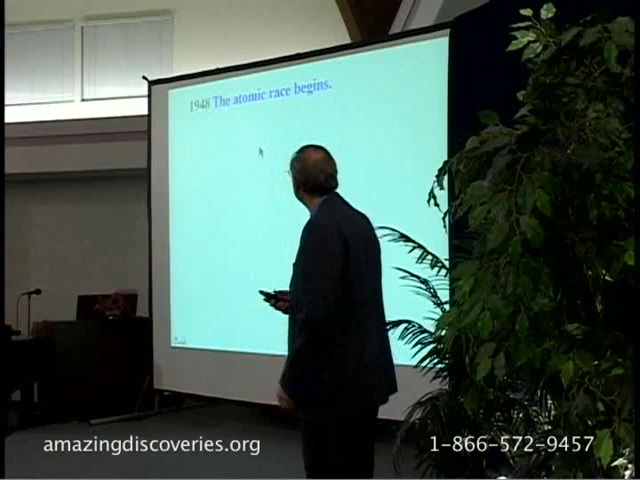 1948 The atomic race begins.
amazingdiscoveries.org
1-866-572-9457